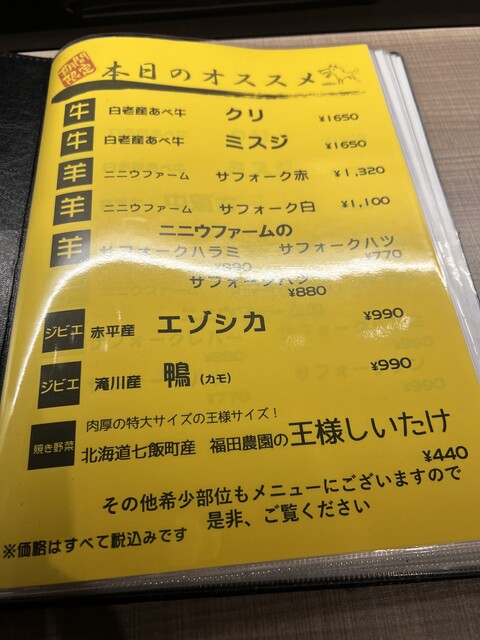 期間限定
本日のオススメ
牛 白老産あべ牛 クリ ¥1650
牛 白老産あべ牛 ミスジ ¥1650
羊 ニニウファーム サフォーク赤 ¥1,320
羊 ニニウファーム サフォーク白 ¥1,100
羊 ニニウファームの
サフォークハラミ サフォークハツ
¥990 ¥770
¥880
ジビエ 赤平産 エゾシカ ¥990
ジビエ 滝川産 鴨(カモ) ¥990
肉厚の特大サイズの王様サイズ!
焼き野菜 北海道七飯町産 福田農園の王様しいたけ
¥440
その他希少部位もメニューにございますので
是非、ご覧ください
※価格はすべて税込みです